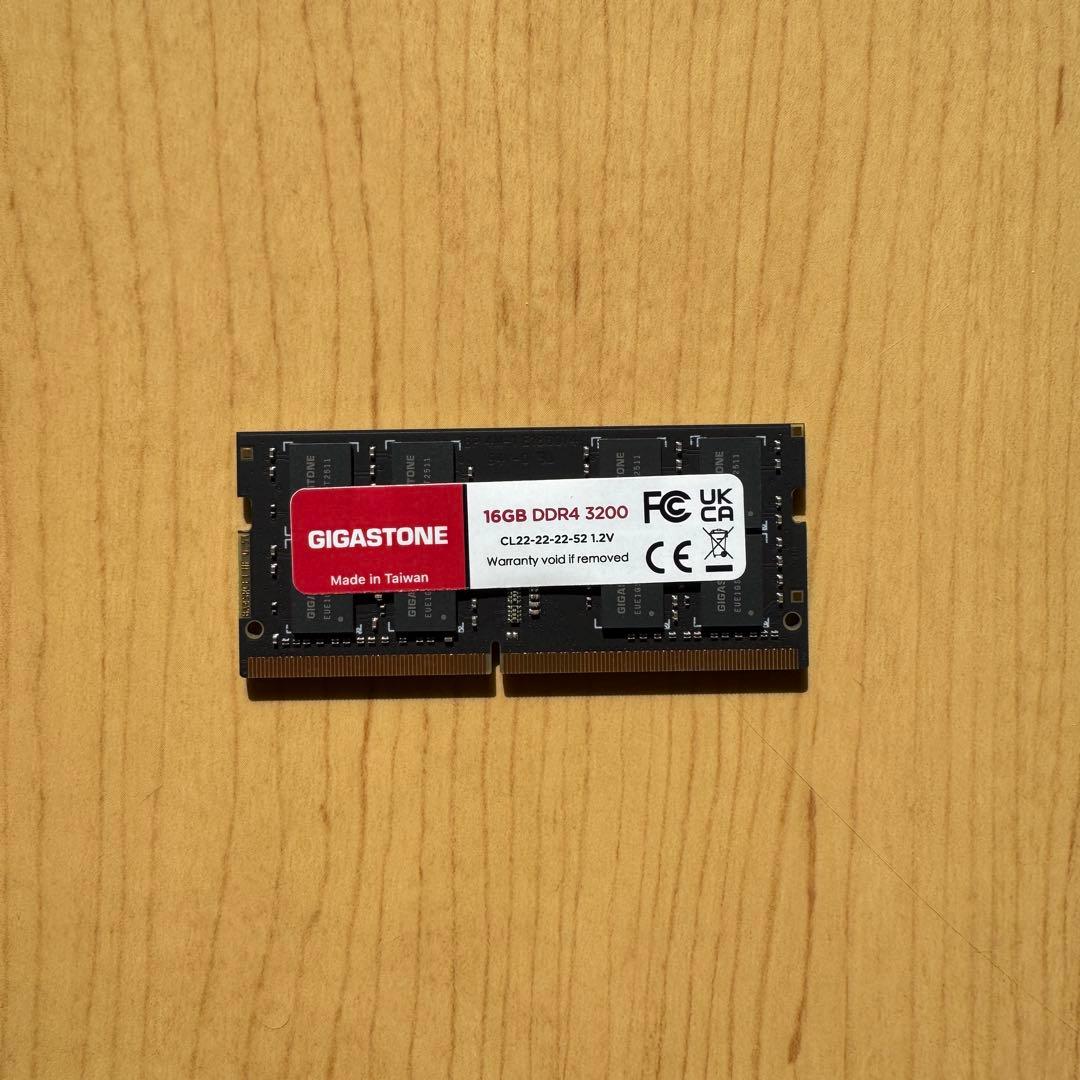 GIGASTONE
Made in Taiwan
16GB DDR4 3200
CL22-22-22-52 1.2V
Warranty void if removed
FC
UK
CA
CE